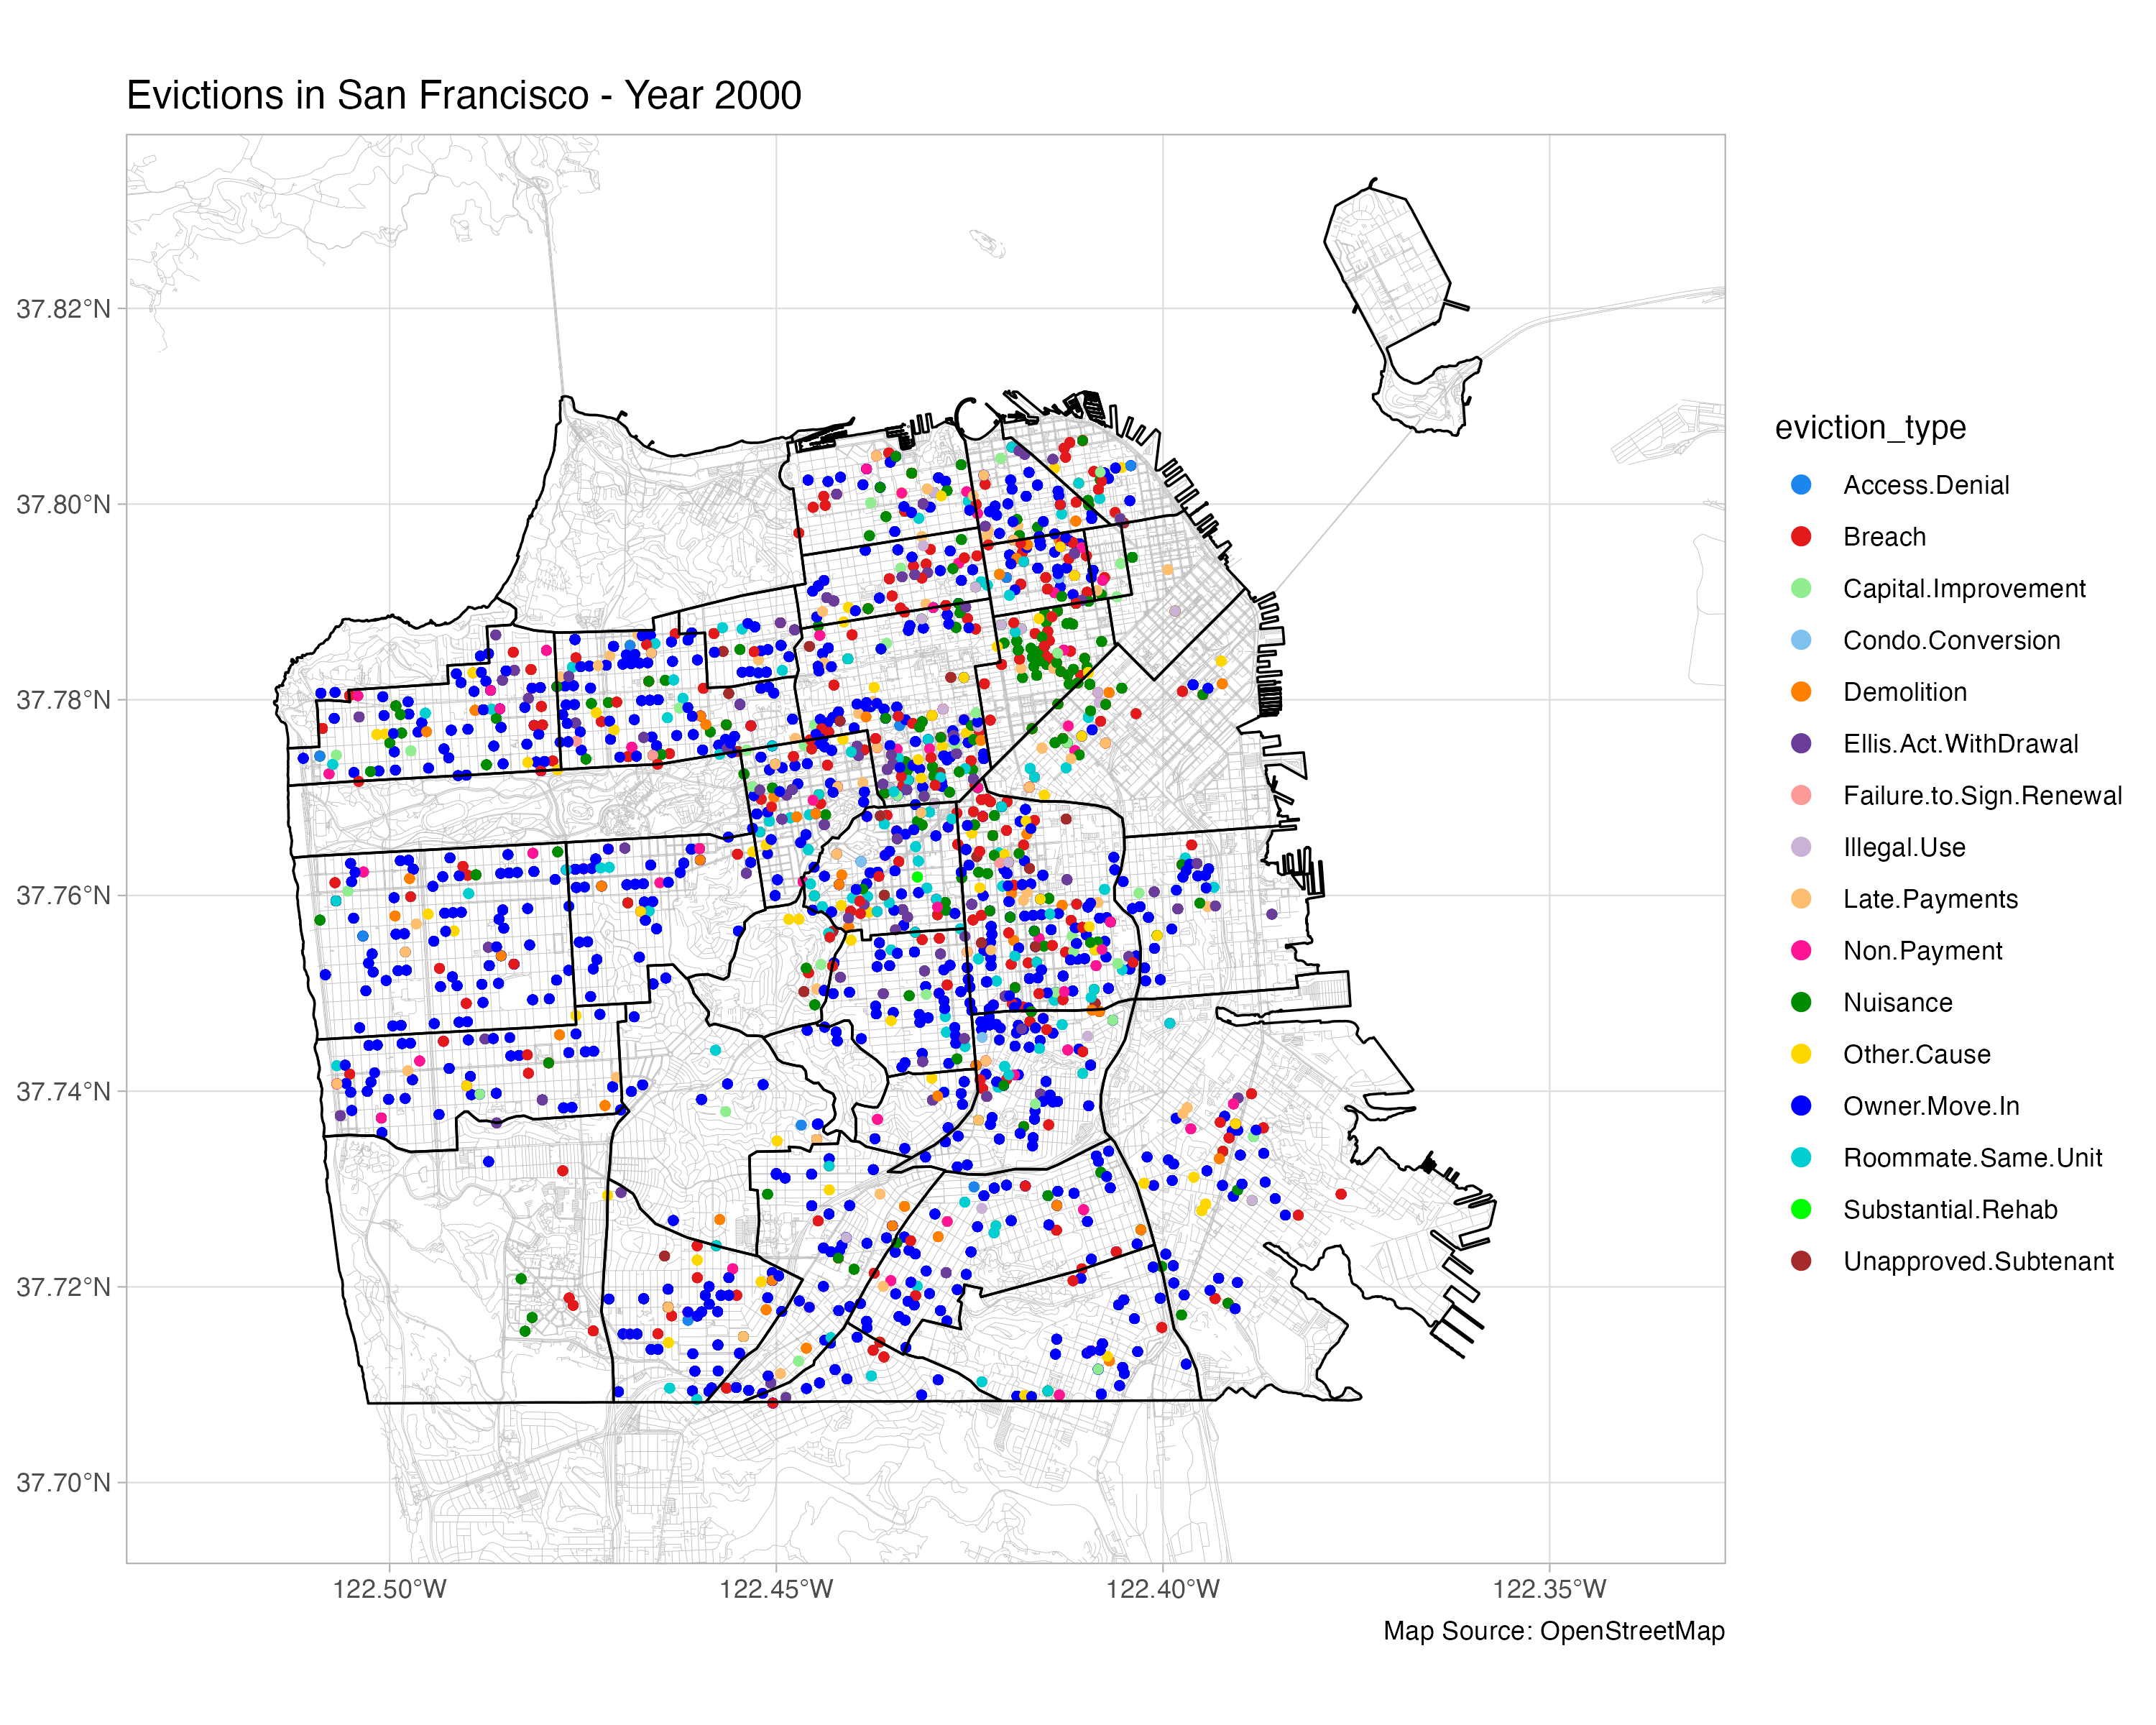 Evictions in San Francisco - Year 2000
37.82°N
37.80°N
37.78°N
37.76°N
37.74°N
37.72°N
37.70°N
122.50°W
122.45°W
122.40°W
122.35°W
Map Source: OpenStreetMap
eviction_type
Access.Denial
Breach
Capital.Improvement
Condo.Conversion
Demolition
Ellis.Act.WithDrawal
Failure.to.Sign.Renewal
Illegal.Use
Late.Payments
Non.Payment
Nuisance
Other.Cause
Owner.Move.In
Roommate.Same.Unit
Substantial.Rehab
Unapproved.Subtenant